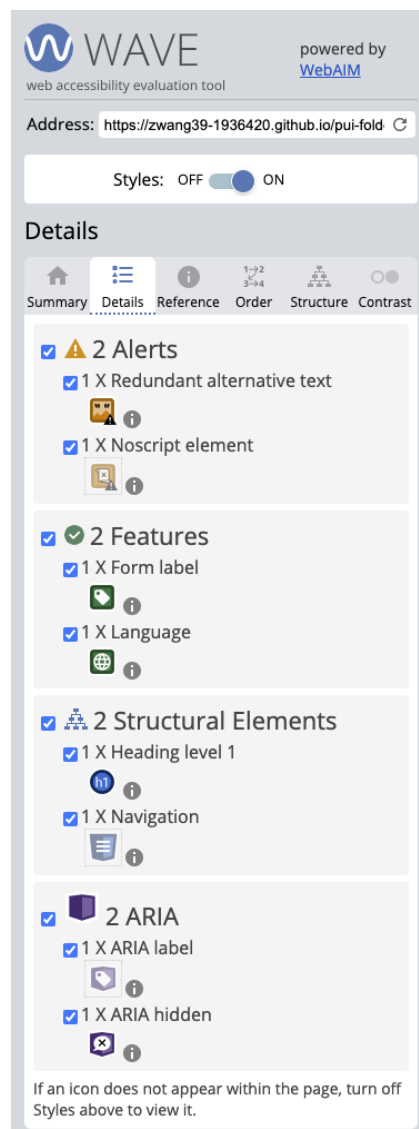 WAVE
web accessibility evaluation tool
powered by
WebAIM
Address: https://zwang39-1936420.github.io/pui-fold
Styles: OFF ON
Details
Summary Details Reference Order Structure Contrast
2 Alerts
1 X Redundant alternative text
1 X Noscript element
2 Features
1 X Form label
1 X Language
2 Structural Elements
1 X Heading level 1
h1
1 X Navigation
2 ARIA
1 X ARIA label
1 X ARIA hidden
If an icon does not appear within the page, turn off
Styles above to view it.